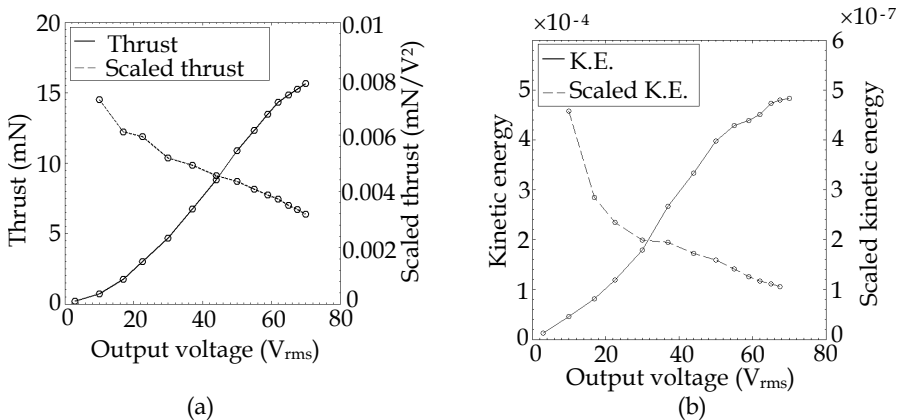 20
15
10
5
0
Thrust (mN)
Thrust
Scaled thrust
0.01
0.008
0.006
0.004
0.002
0
Scaled thrust (mN/V²)
0 20 40 60 80
Output voltage (Vrms)
(a)
×10⁻⁴
5
4
3
2
1
0
Kinetic energy
K.E.
Scaled K.E.
×10⁻⁷
6
5
4
3
2
1
0
Scaled kinetic energy
0 20 40 60 80
Output voltage (Vrms)
(b)